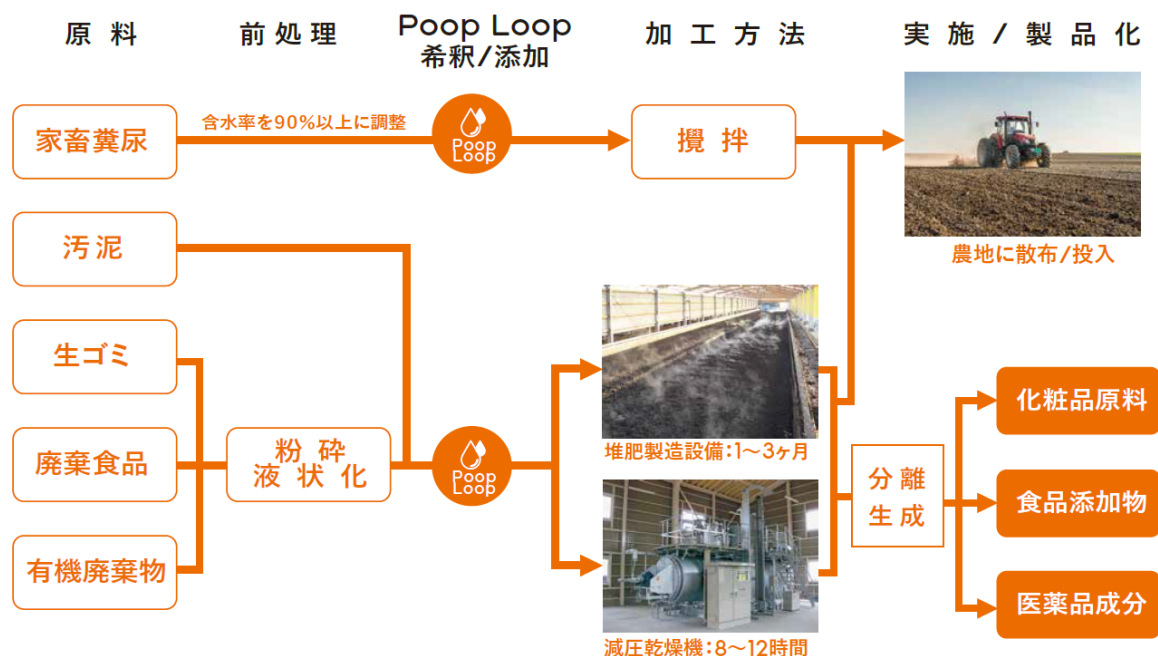 原料
前処理
Poop Loop
希釈/添加
加工方法
実施/製品化
家畜糞尿
含水率を90%以上に調整
Poop
Loop
攪拌
農地に散布/投入
汚泥
生ゴミ
廃棄食品
有機廃棄物
粉砕
液状化
Poop
Loop
堆肥製造設備:1〜3ヶ月
減圧乾燥機:8〜12時間
分離
生成
化粧品原料
食品添加物
医薬品成分